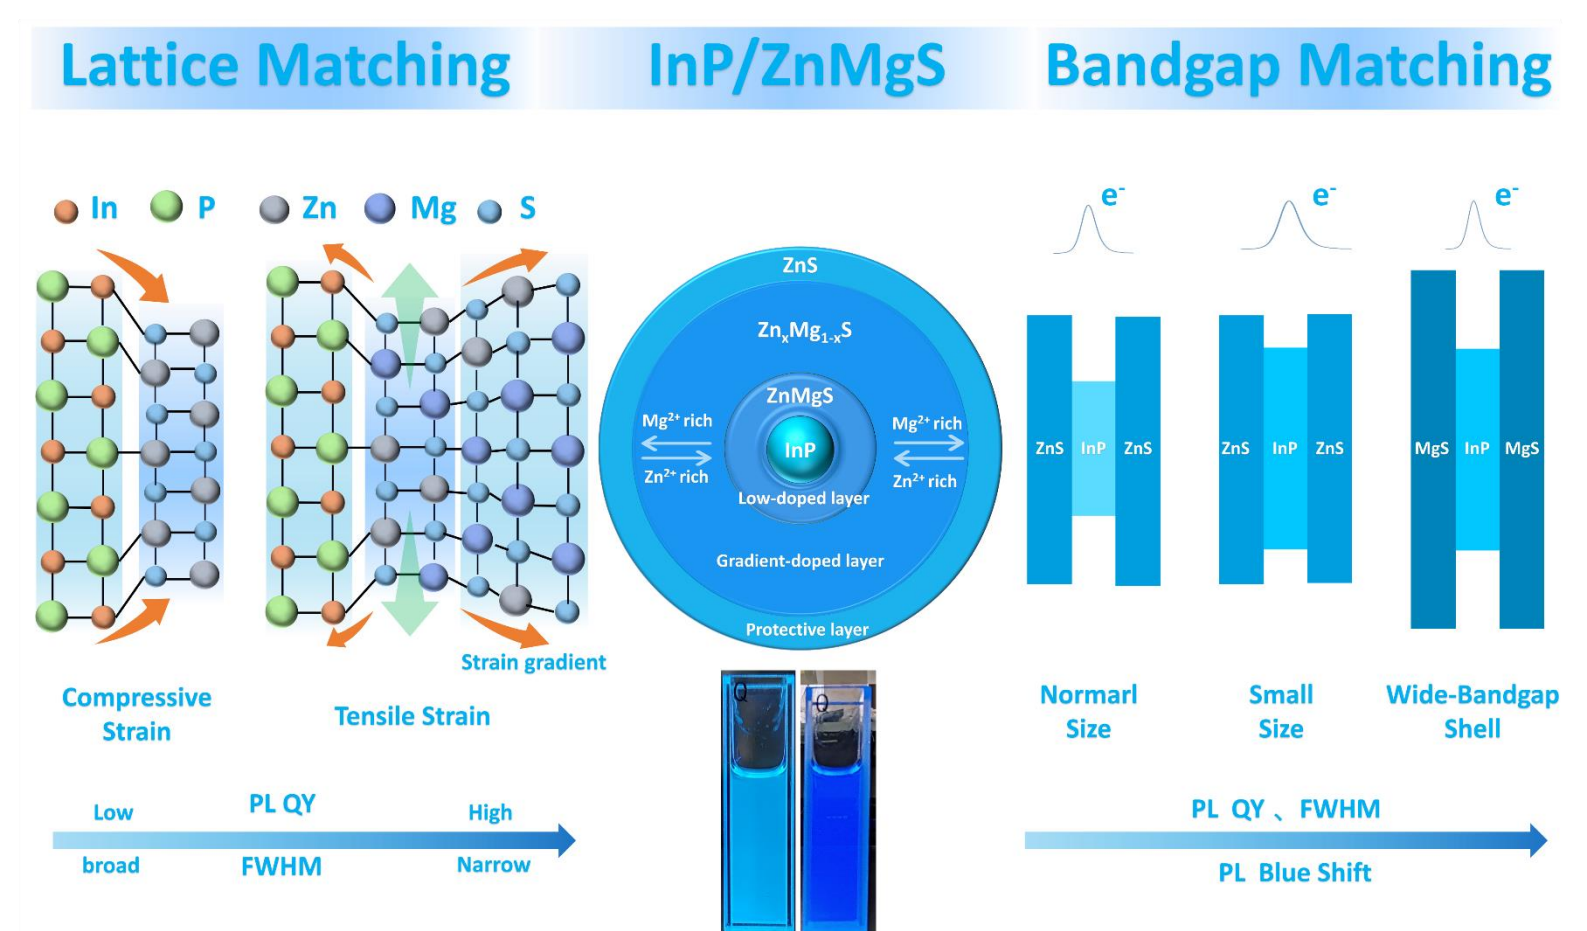 Lattice Matching
InP/ZnMgS
Bandgap Matching
In
P
Zn
Mg
S
Compressive
Strain
Tensile Strain
Strain gradient
Low
PL QY
High
broad
FWHM
Narrow
ZnS
ZnₓMg₁₋ₓS
ZnMgS
Mg²⁺ rich
Zn²⁺ rich
InP
Mg²⁺ rich
Zn²⁺ rich
Low-doped layer
Gradient-doped layer
Protective layer
Q
Q
e⁻
e⁻
e⁻
ZnS InP ZnS
ZnS InP ZnS
MgS InP MgS
Normarl
Size
Small
Size
Wide-Bandgap
Shell
PL QY 、FWHM
PL Blue Shift